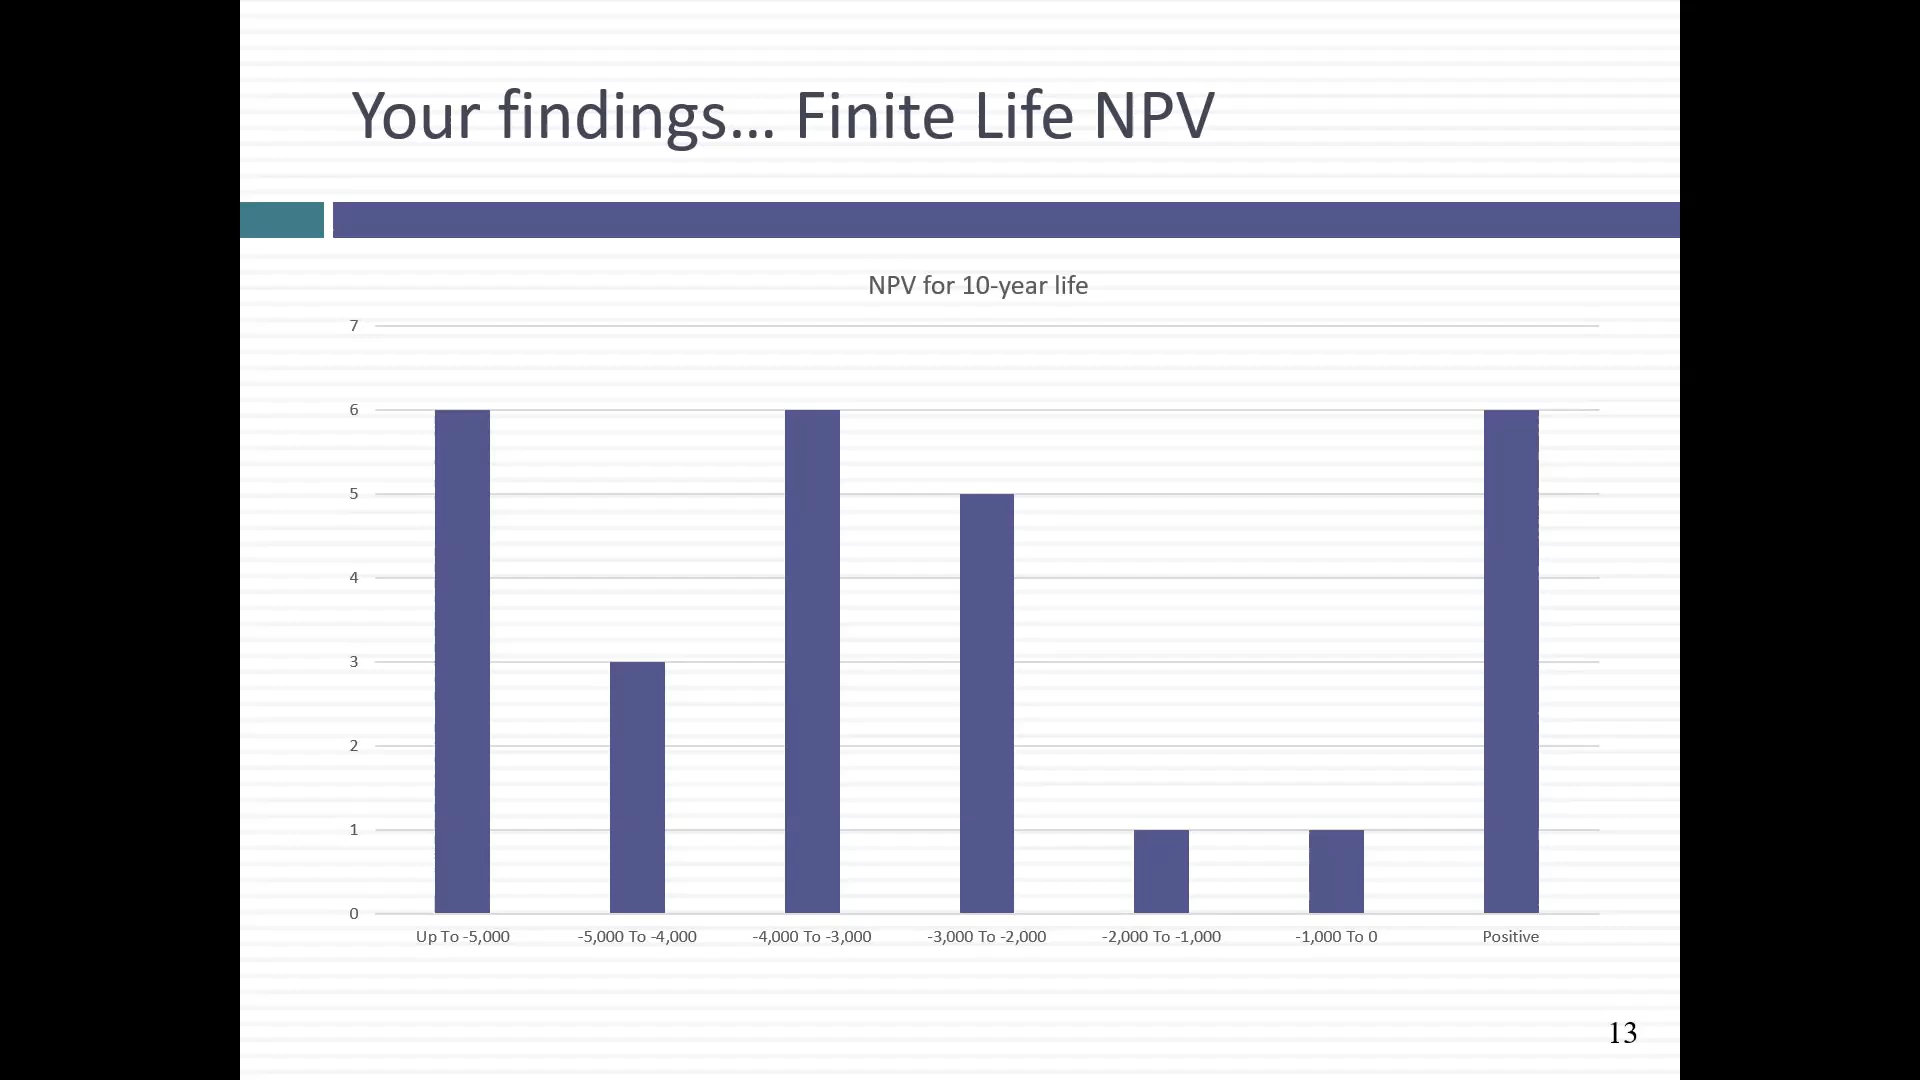 Your findings... Finite Life NPV
NPV for 10-year life
7
6
5
4
3
2
1
0
Up To -5,000
-5,000 To -4,000
-4,000 To -3,000
-3,000 To -2,000
-2,000 To -1,000
-1,000 To 0
Positive
13